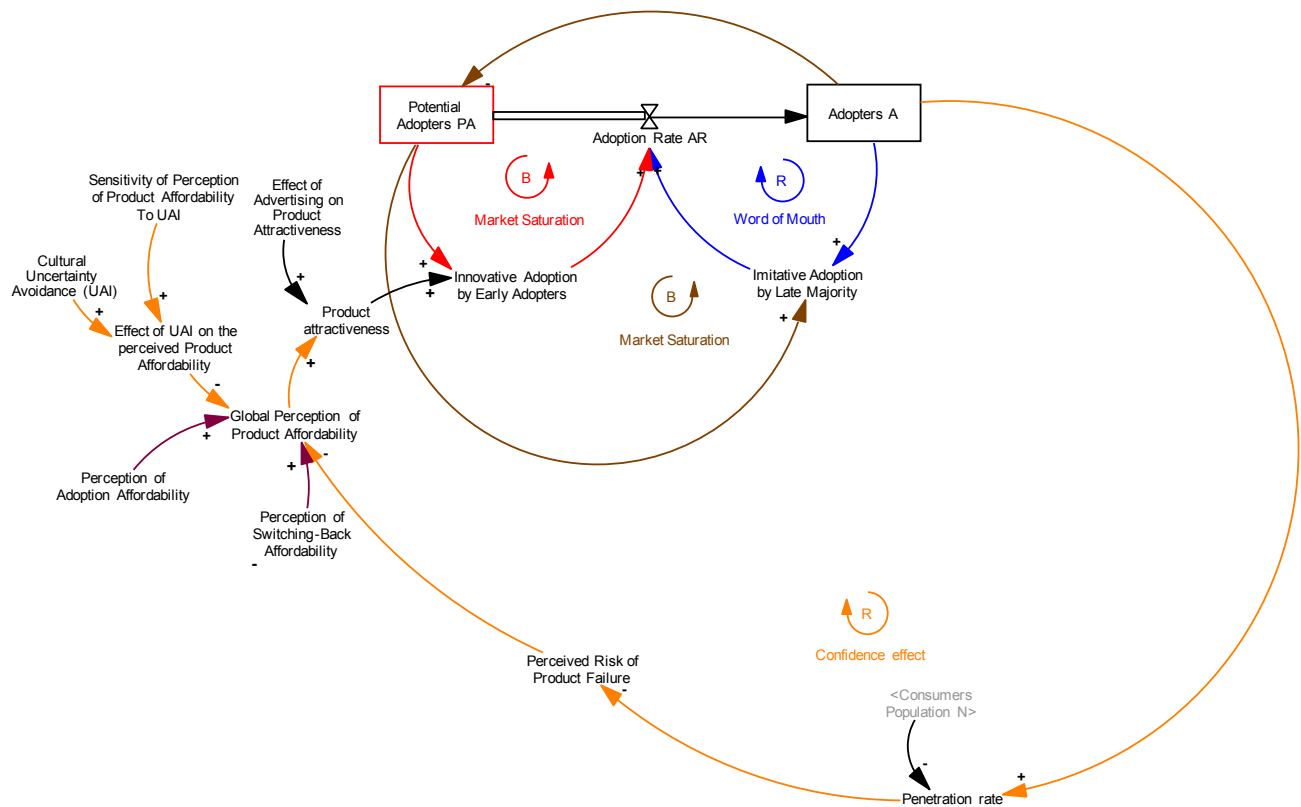 Potential
Adopters PA
Adopters A
Adoption Rate AR
B
Market Saturation
R
Word of Mouth
Sensitivity of Perception
of Product Affordability
To UAI
Effect of
Advertising on
Product
Attractiveness
Cultural
Uncertainty
Avoidance (UAI)
Innovative Adoption
by Early Adopters
Imitative Adoption
by Late Majority
B
Market Saturation
Product
attractiveness
Effect of UAI on the
perceived Product
Affordability
Global Perception of
Product Affordability
Perception of
Adoption Affordability
Perception of
Switching-Back
Affordability
R
Confidence effect
Perceived Risk of
Product Failure
<Consumers
Population N>
Penetration rate